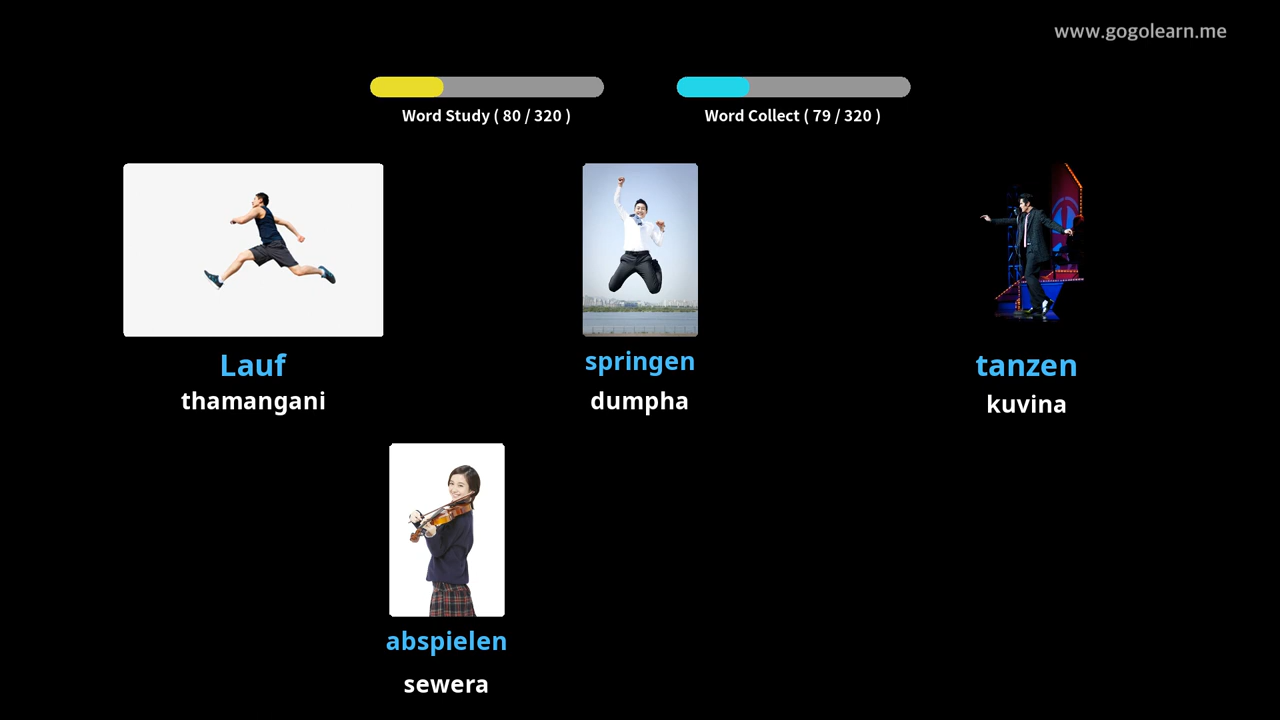 www.gogolearn.me
Word Study ( 80 / 320 )
Word Collect ( 79 / 320 )
Lauf
thamangani
springen
dumpha
tanzen
kuvina
abspielen
sewera